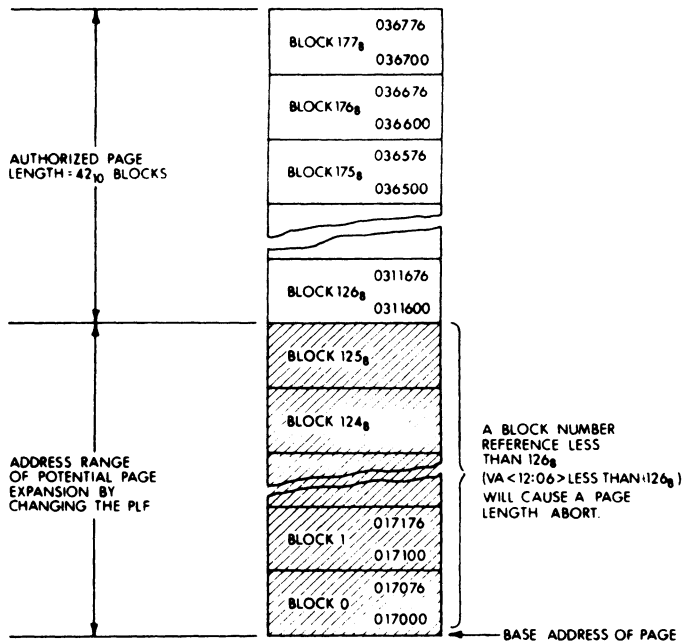 BLOCK 177₈
036776
036700
BLOCK 176₈
036676
036600
AUTHORIZED PAGE
LENGTH = 42₁₀ BLOCKS
BLOCK 175₈
036576
036500
BLOCK 126₈
0311676
0311600
BLOCK 125₈
BLOCK 124₈
ADDRESS RANGE
OF POTENTIAL PAGE
EXPANSION BY
CHANGING THE PLF
A BLOCK NUMBER
REFERENCE LESS
THAN 126₈
(VA<12:06> LESS THAN 126₈)
WILL CAUSE A PAGE
LENGTH ABORT.
BLOCK 1
017176
017100
BLOCK 0
017076
017000
BASE ADDRESS OF PAGE